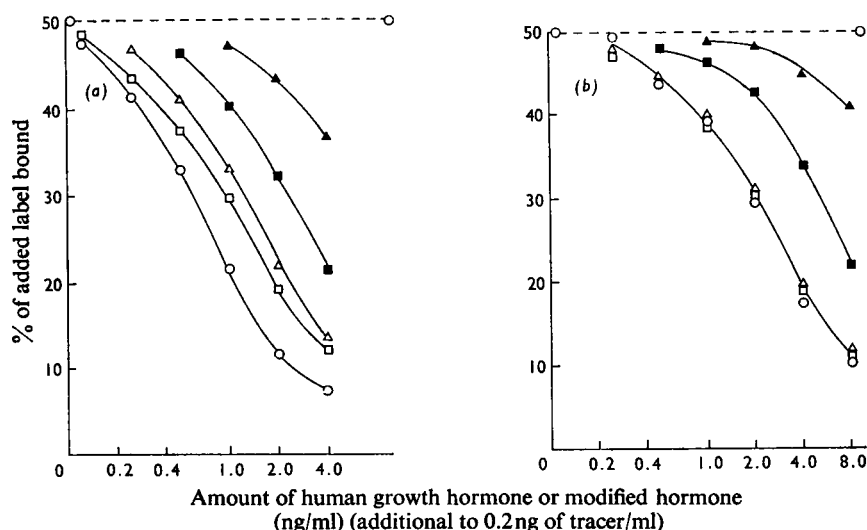 50
40
30
20
10
(a)
0 0.2 0.4 1.0 2.0 4.0
% of added label bound
50
40
30
20
10
(b)
0 0.2 0.4 1.0 2.0 4.0 8.0
Amount of human growth hormone or modified hormone
(ng/ml) (additional to 0.2 ng of tracer/ml)